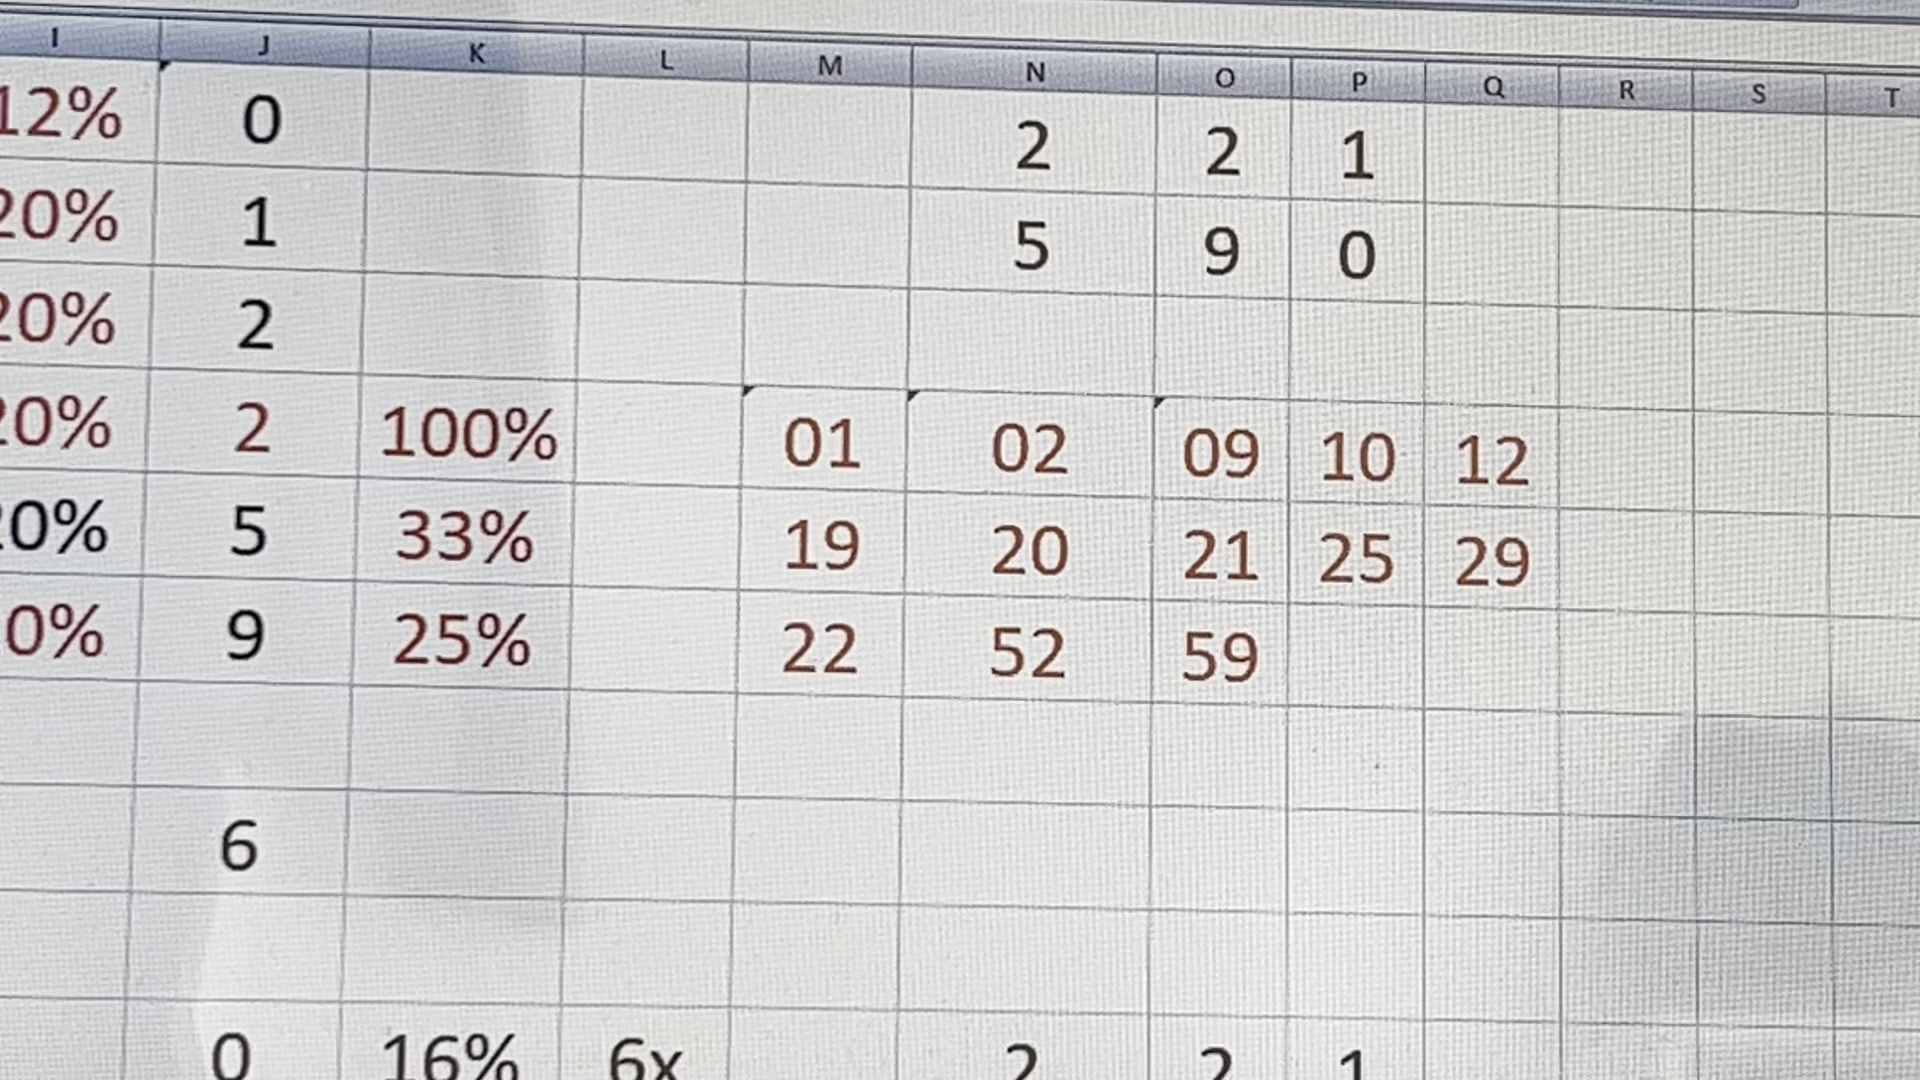 I J K L M N O P Q R S T
12% 0 2 2 1
20% 1 5 9 0
20% 2
20% 2 100% 01 02 09 10 12
0% 5 33% 19 20 21 25 29
0% 9 25% 22 52 59
6
0 16% 6x 2 2 1